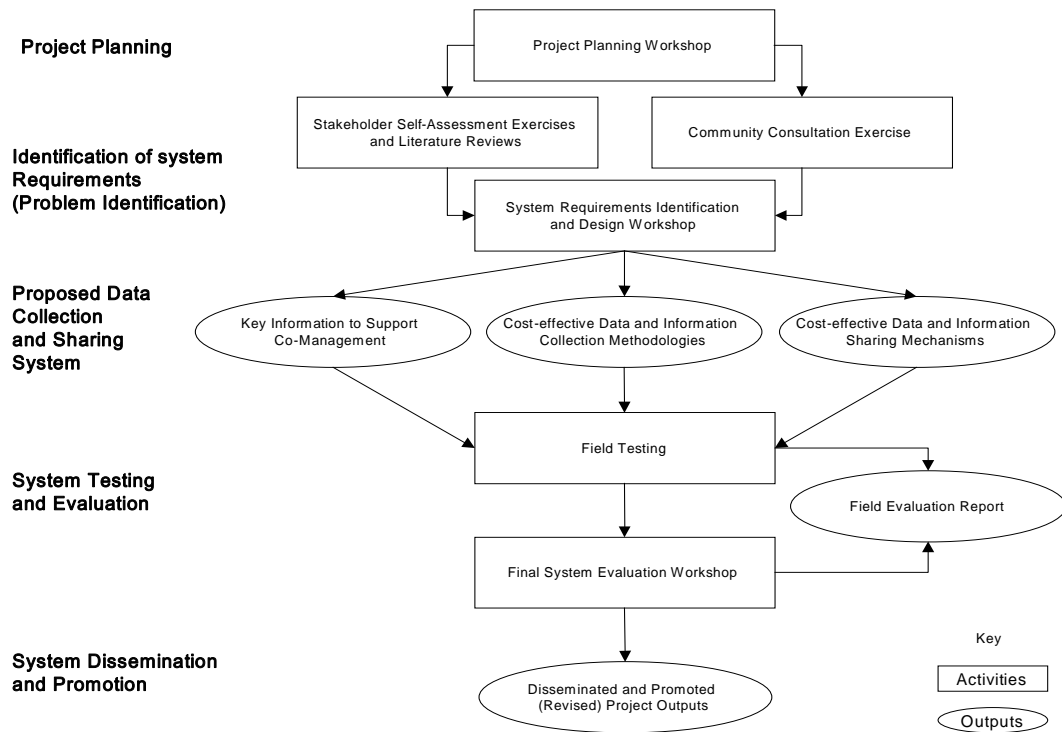 Project Planning
Project Planning Workshop
Stakeholder Self-Assessment Exercises
and Literature Reviews
Community Consultation Exercise
Identification of system
Requirements
(Problem Identification)
System Requirements Identification
and Design Workshop
Proposed Data
Collection
and Sharing
System
Key Information to Support
Co-Management
Cost-effective Data and Information
Collection Methodologies
Cost-effective Data and Information
Sharing Mechanisms
Field Testing
System Testing
and Evaluation
Field Evaluation Report
Final System Evaluation Workshop
System Dissemination
and Promotion
Disseminated and Promoted
(Revised) Project Outputs
Key
Activities
Outputs